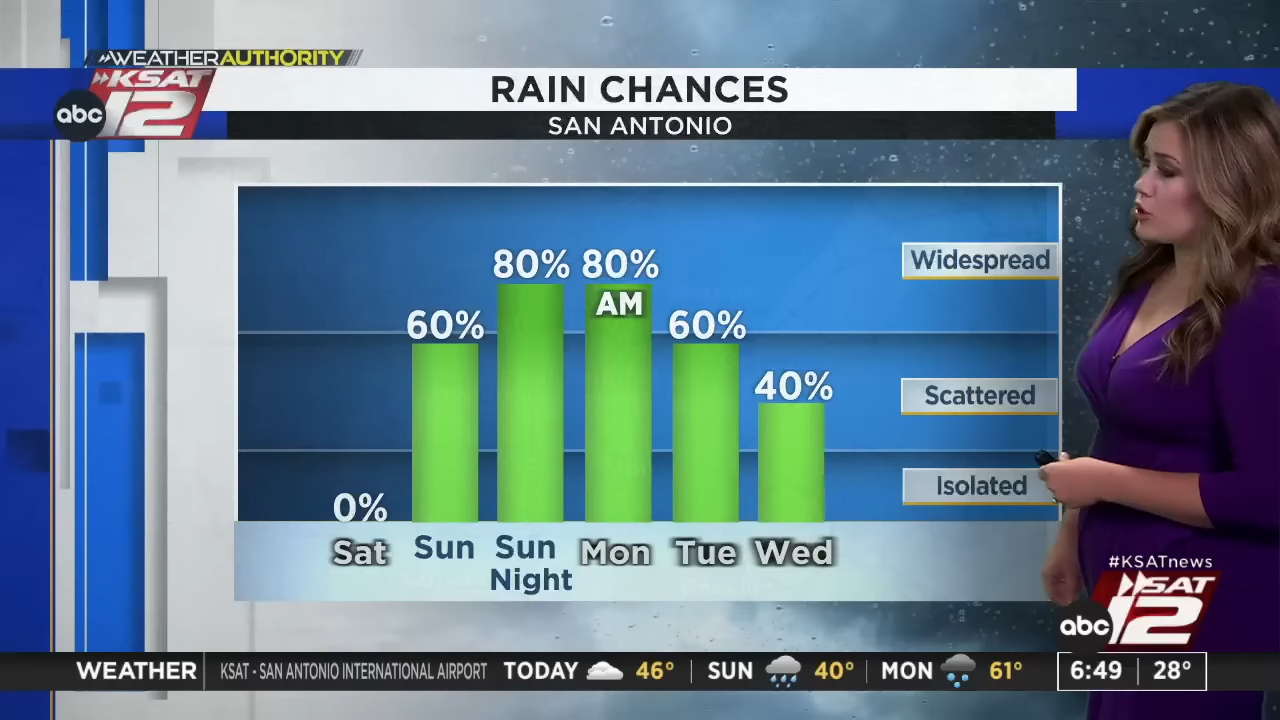 WEATHERAUTHORITY
KSAT
abc 12
RAIN CHANCES
SAN ANTONIO
80% 80%
AM
60% 60%
40%
0%
Widespread
Scattered
Isolated
Sat Sun Sun Night Mon Tue Wed
#KSATnews
KSAT
abc 12
WEATHER KSAT - SAN ANTONIO INTERNATIONAL AIRPORT TODAY 46° SUN 40° MON 61° 6:49 28°